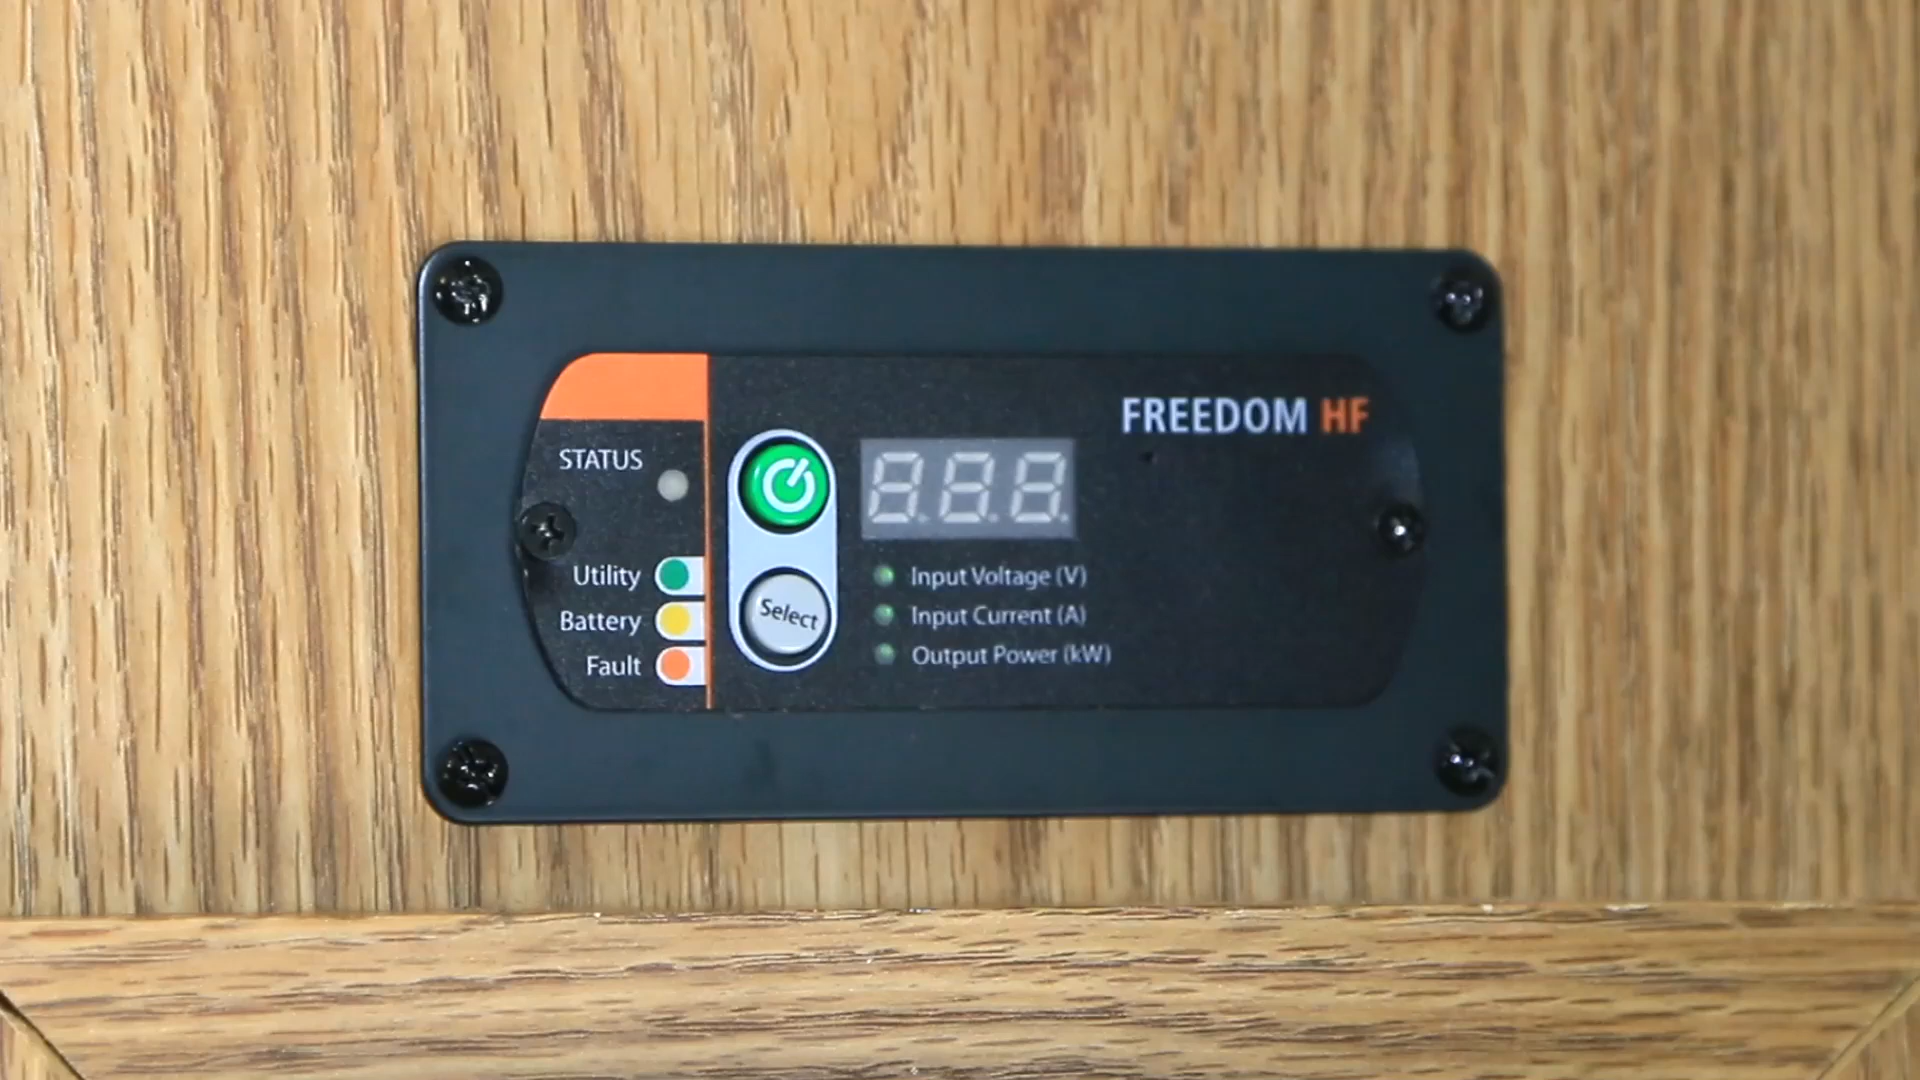 FREEDOM HF
STATUS
Utility
Battery
Fault
Select
Input Voltage (V)
Input Current (A)
Output Power (kW)